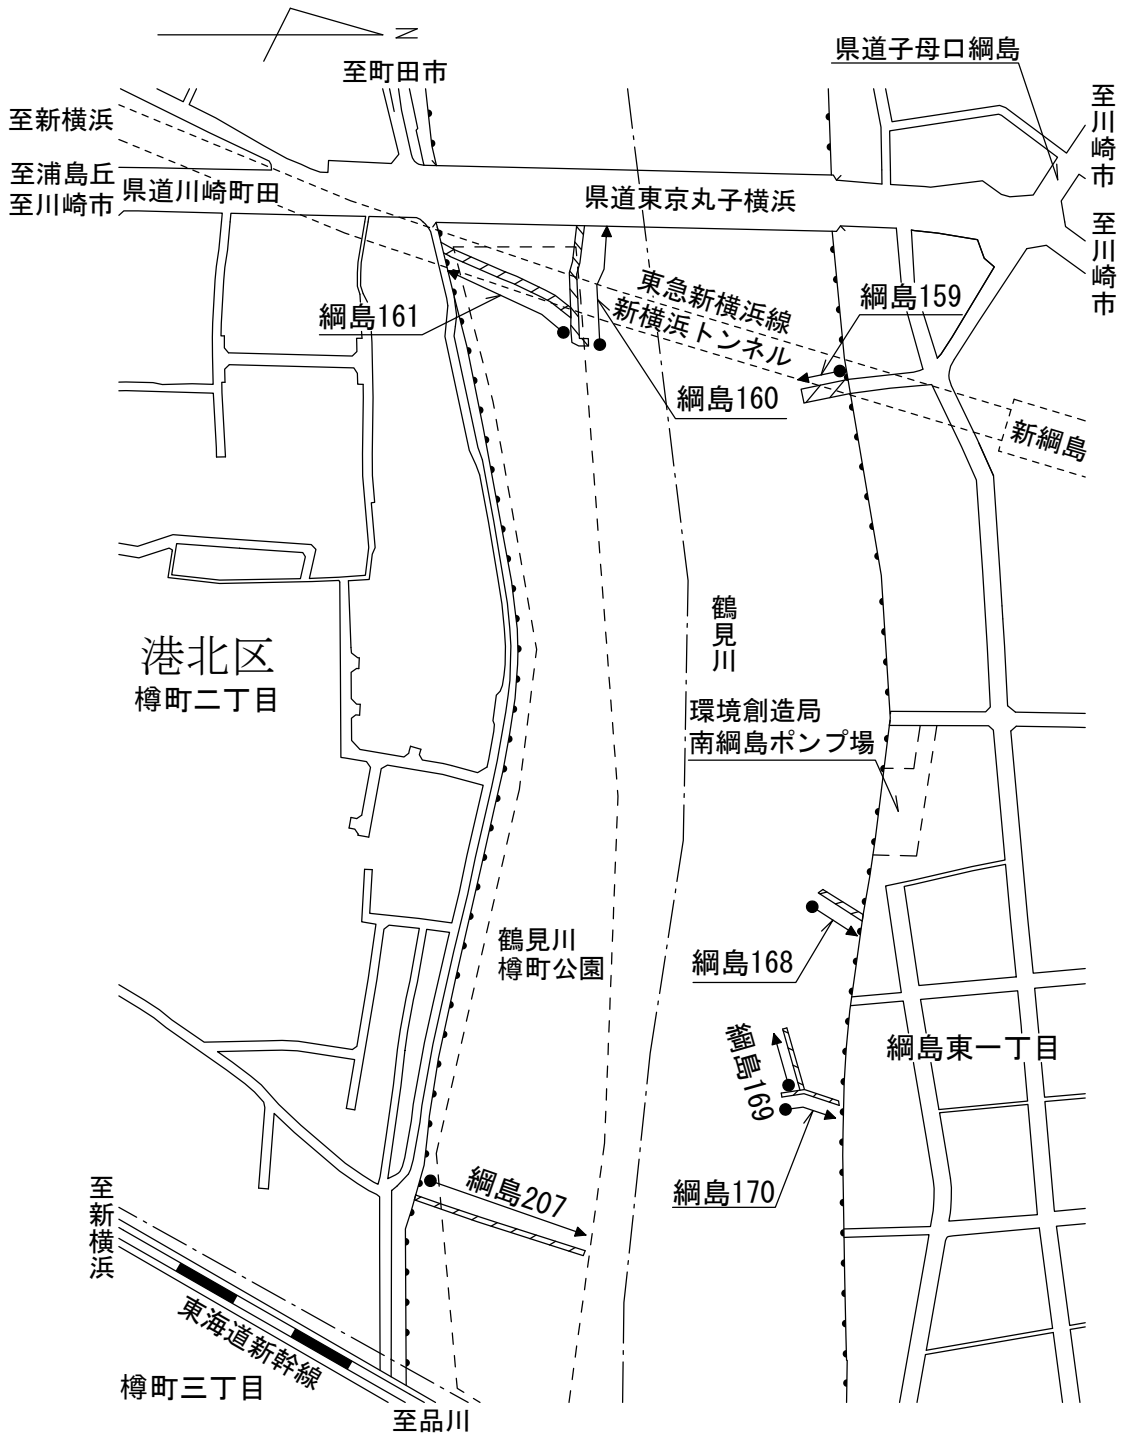 N
至町田市
県道子母口綱島
至川崎市
至新横浜
至浦島丘
至川崎市
県道川崎町田
県道東京丸子横浜
至川崎市
東急新横浜線
新横浜トンネル
綱島159
綱島161
綱島160
新綱島
鶴見川
港北区
樽町二丁目
環境創造局
南綱島ポンプ場
鶴見川
樽町公園
綱島168
綱島169
綱島東一丁目
綱島170
綱島207
至新横浜
東海道新幹線
樽町三丁目
至品川